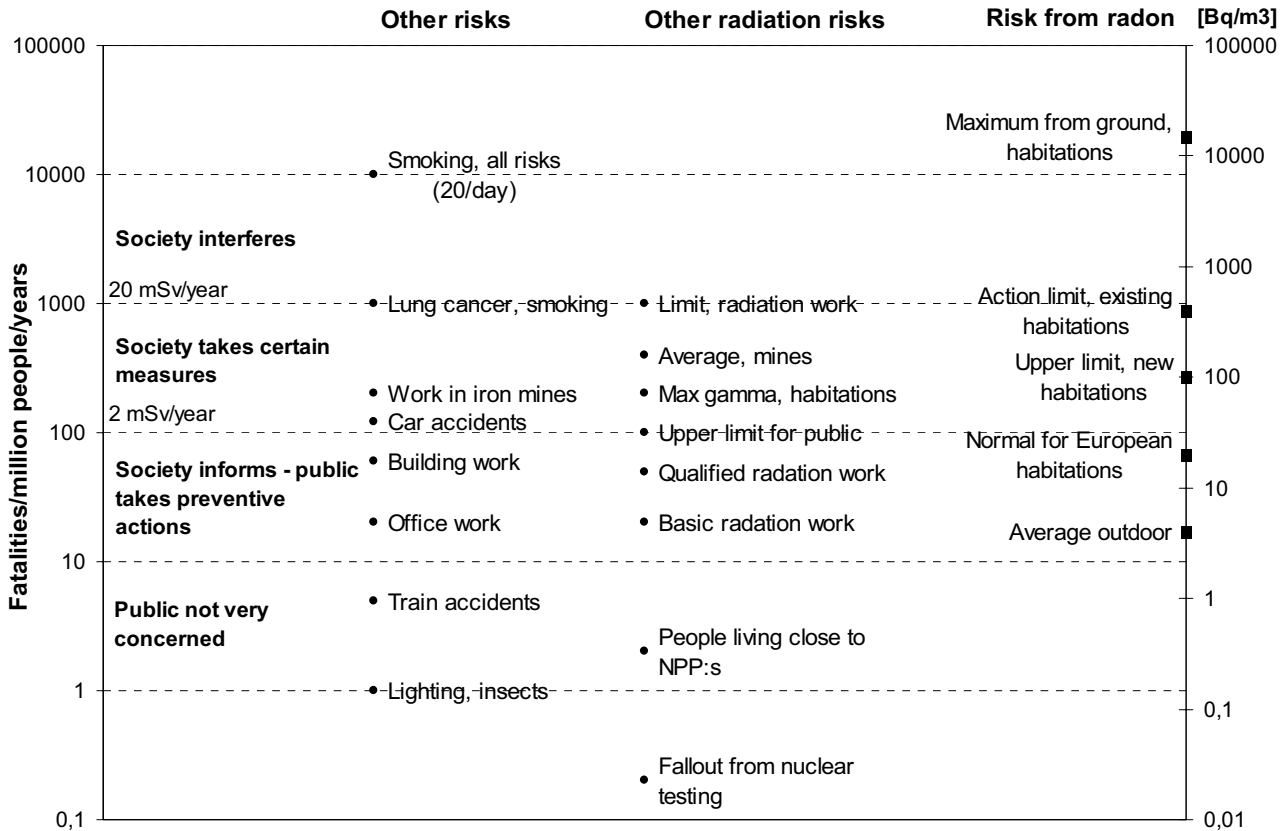 Other risks
Other radiation risks
Risk from radon
[Bq/m3]
Fatalities/million people/years
100000
10000
1000
100
10
1
0,1
Society interferes
20 mSv/year
Society takes certain
measures
2 mSv/year
Society informs - public
takes preventive
actions
Public not very
concerned
Smoking, all risks
(20/day)
Lung cancer, smoking
Work in iron mines
Car accidents
Building work
Office work
Train accidents
Lighting, insects
Limit, radiation work
Average, mines
Max gamma, habitations
Upper limit for public
Qualified radation work
Basic radation work
People living close to
NPP:s
Fallout from nuclear
testing
Maximum from ground,
habitations
Action limit, existing
habitations
Upper limit, new
habitations
Normal for European
habitations
Average outdoor
100000
10000
1000
100
10
1
0,1
0,01